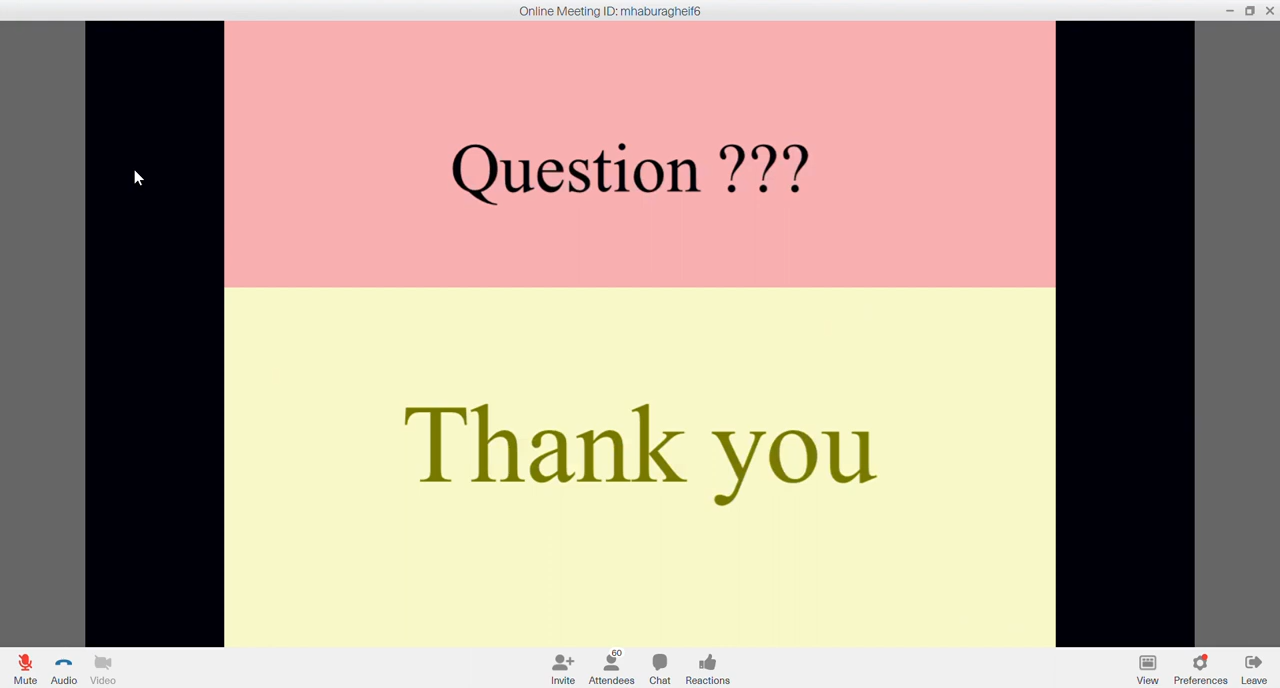 Online Meeting ID: mhaburagheif6
Question ???
Thank you
60
Mute Audio Video Invite Attendees Chat Reactions View Preferences Leave